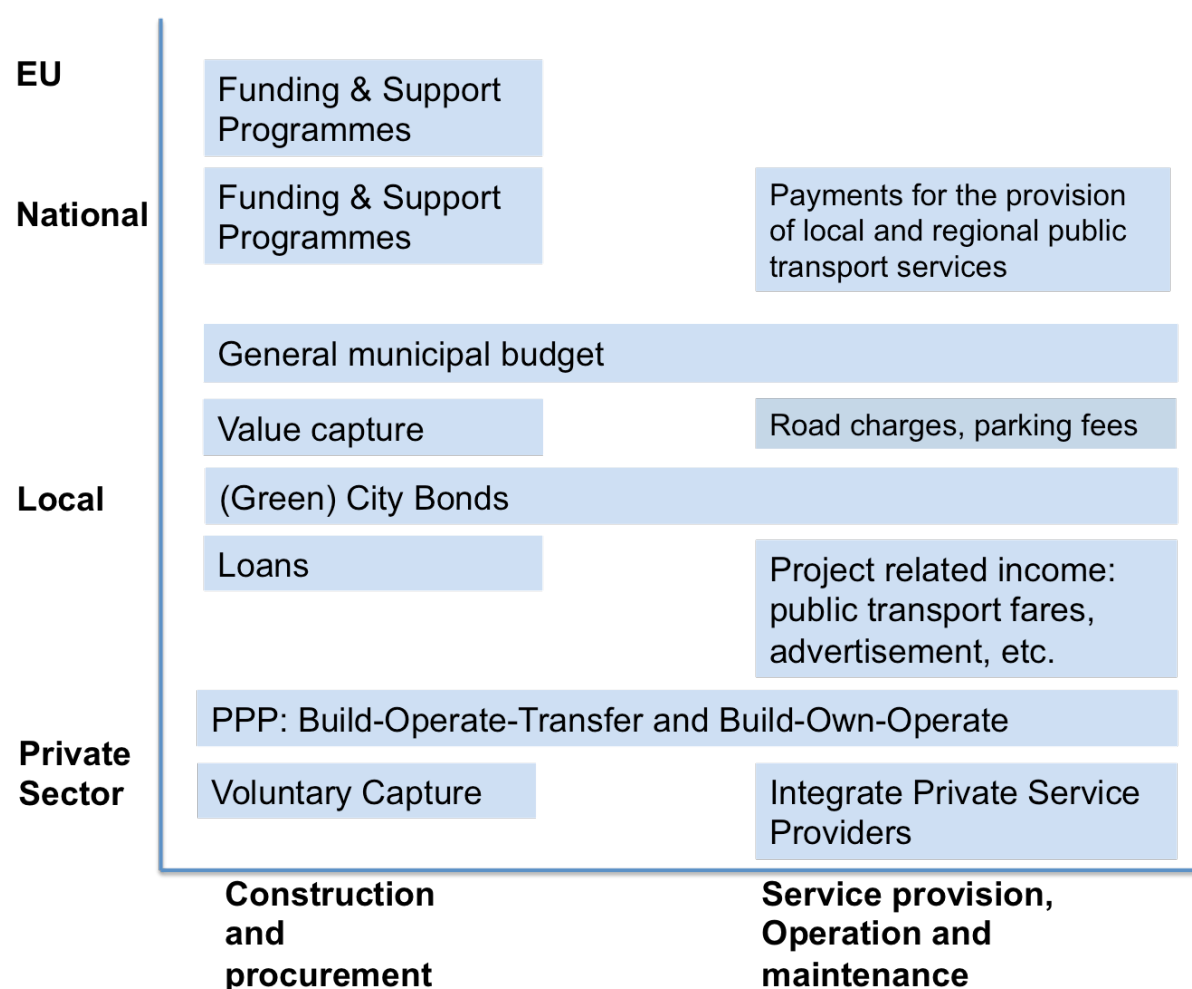 EU
Funding & Support
Programmes
National
Funding & Support
Programmes
Payments for the provision
of local and regional public
transport services
General municipal budget
Value capture
Road charges, parking fees
Local
(Green) City Bonds
Loans
Project related income:
public transport fares,
advertisement, etc.
PPP: Build-Operate-Transfer and Build-Own-Operate
Private
Sector
Voluntary Capture
Integrate Private Service
Providers
Construction
and
procurement
Service provision,
Operation and
maintenance